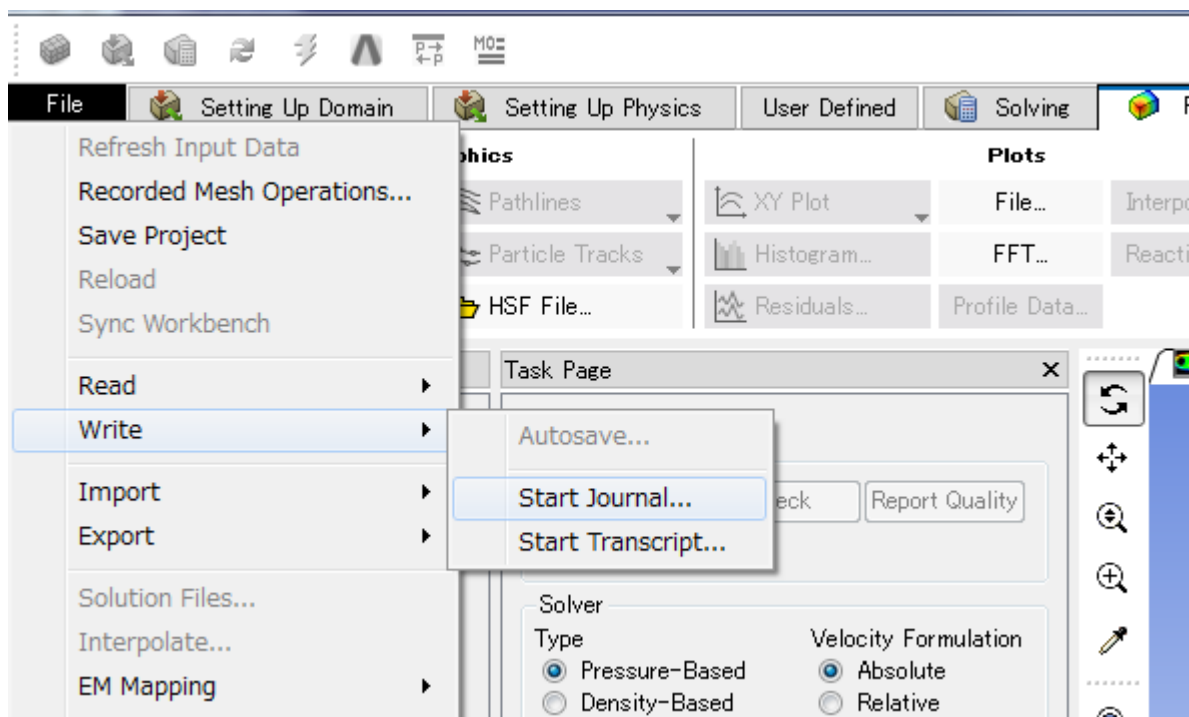 P
P
MO=
File
Setting Up Domain
Setting Up Physics
User Defined
Solving
Refresh Input Data
Recorded Mesh Operations...
Save Project
Reload
Sync Workbench
Read
Write
Import
Export
Solution Files...
Interpolate...
EM Mapping
Autosave...
Start Journal...
Start Transcript...
phics
Pathlines
Particle Tracks
HSF File...
Plots
XY Plot
File...
Interpo
Histogram...
FFT...
Reacti
Residuals...
Profile Data...
Task Page
eck
Report Quality
Solver
Type
Velocity Formulation
Pressure-Based
Absolute
Density-Based
Relative